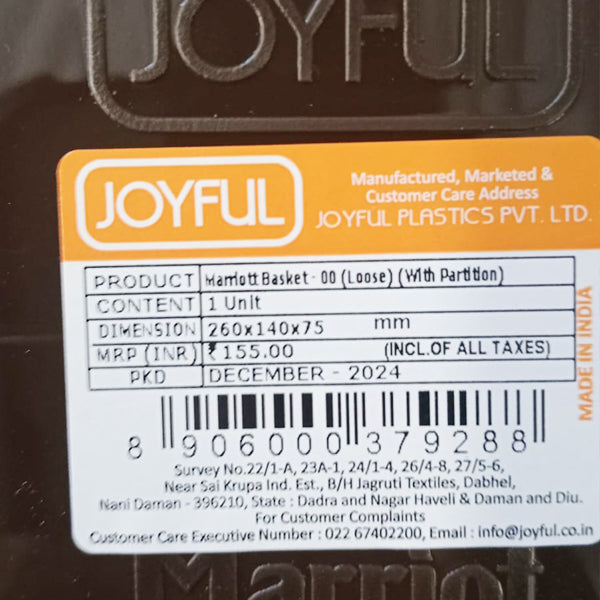 JOYFUL
JOYFUL
Manufactured, Marketed &
Customer Care Address
JOYFUL PLASTICS PVT. LTD.
PRODUCT Marriott Basket - 00 (Loose) (With Partition)
CONTENT 1 Unit
DIMENSION 260x140x75 mm
MRP (INR) ₹ 155.00 (INCL.OF ALL TAXES)
PKD DECEMBER - 2024
MADE IN INDIA
8 906000 379288
Survey No.22/1-A, 23A-1, 24/1-4, 26/4-8, 27/5-6,
Near Sai Krupa Ind. Est., B/H Jagruti Textiles, Dabhel,
Nani Daman - 396210, State : Dadra and Nagar Haveli & Daman and Diu.
For Customer Complaints
Customer Care Executive Number : 022 67402200, Email : info@joyful.co.in
Marriot